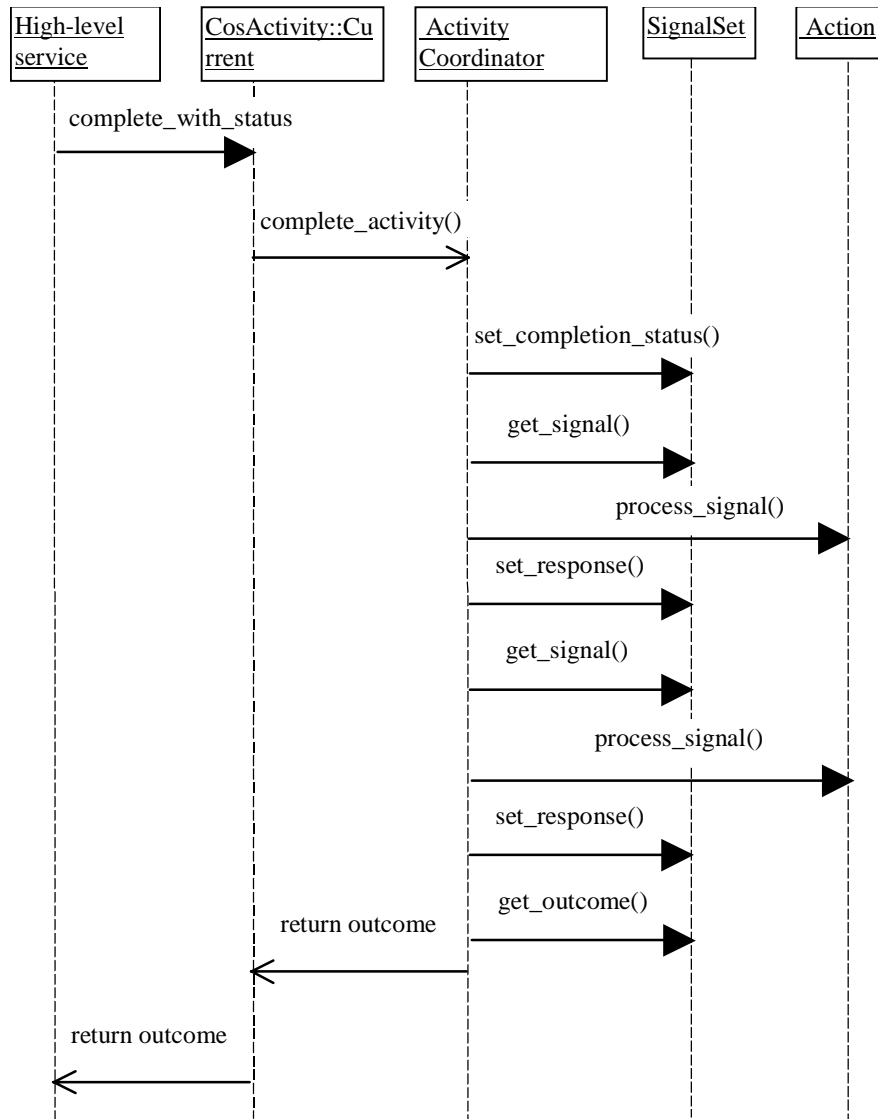 High-level
service
CosActivity::Cu
rrent
Activity
Coordinator
SignalSet
Action
complete_with_status
complete_activity()
set_completion_status()
get_signal()
process_signal()
set_response()
get_signal()
process_signal()
set_response()
get_outcome()
return outcome
return outcome